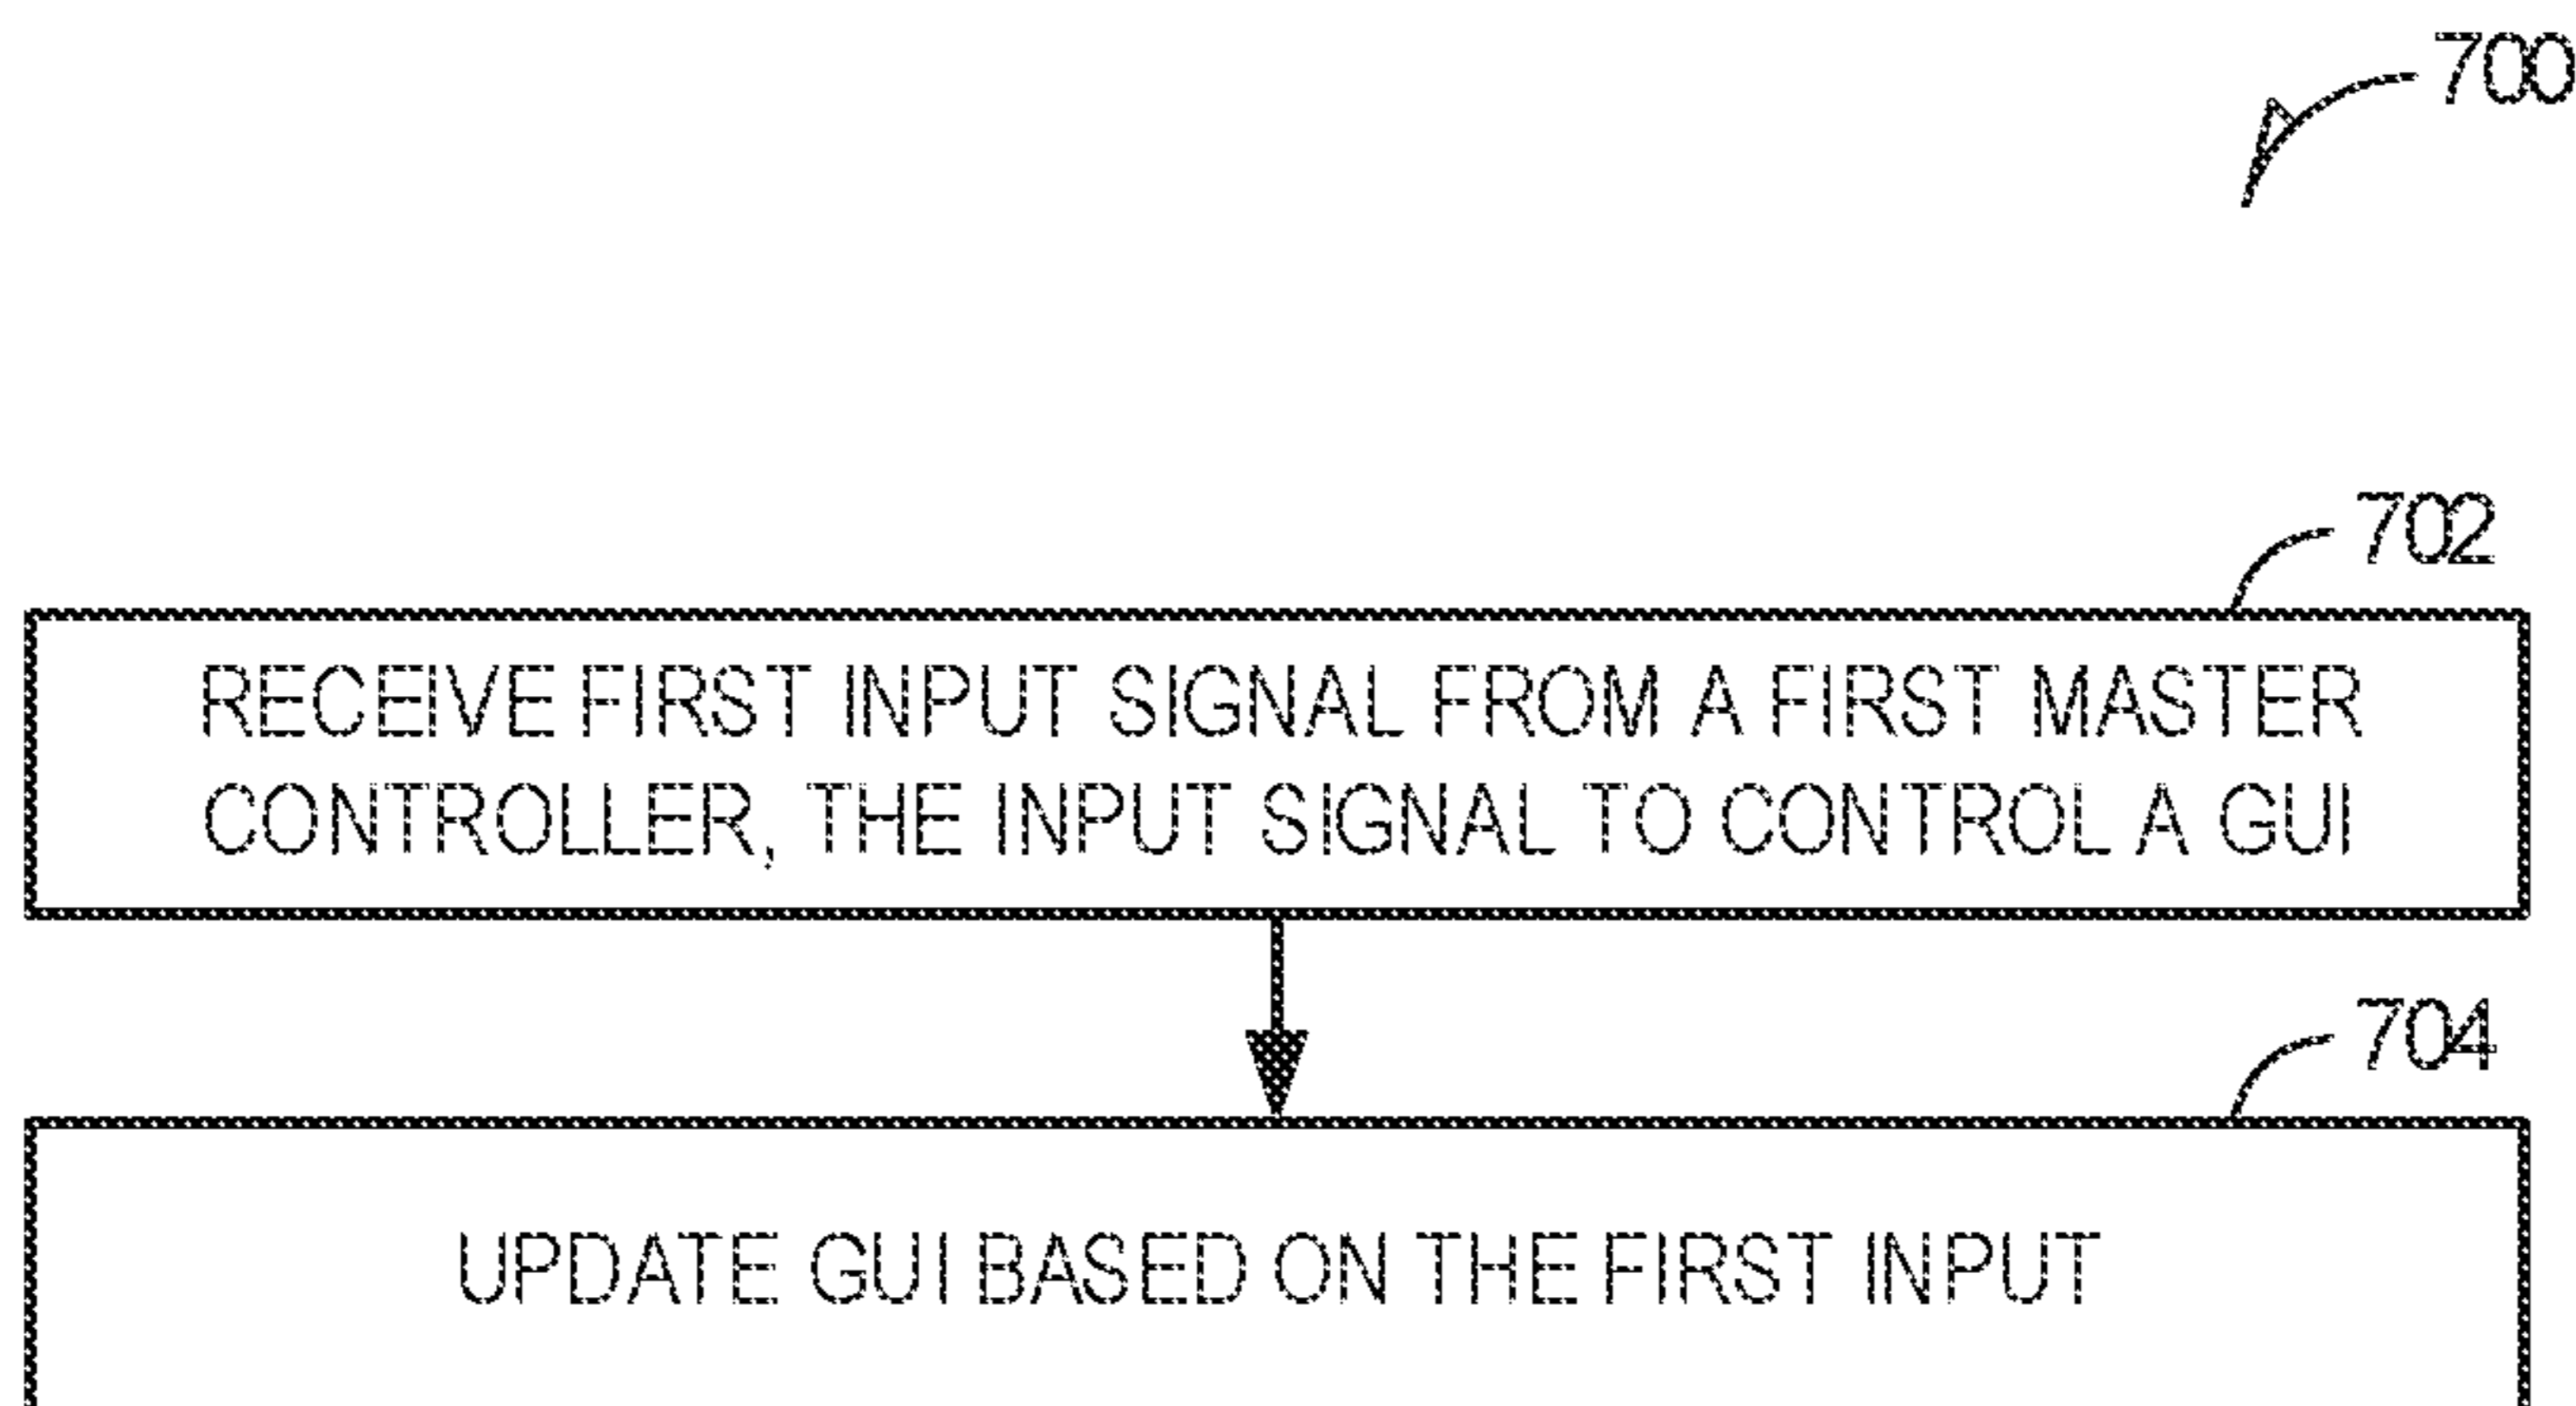 700
702
RECEIVE FIRST INPUT SIGNAL FROM A FIRST MASTER
CONTROLLER, THE INPUT SIGNAL TO CONTROL A GUI
704
UPDATE GUI BASED ON THE FIRST INPUT